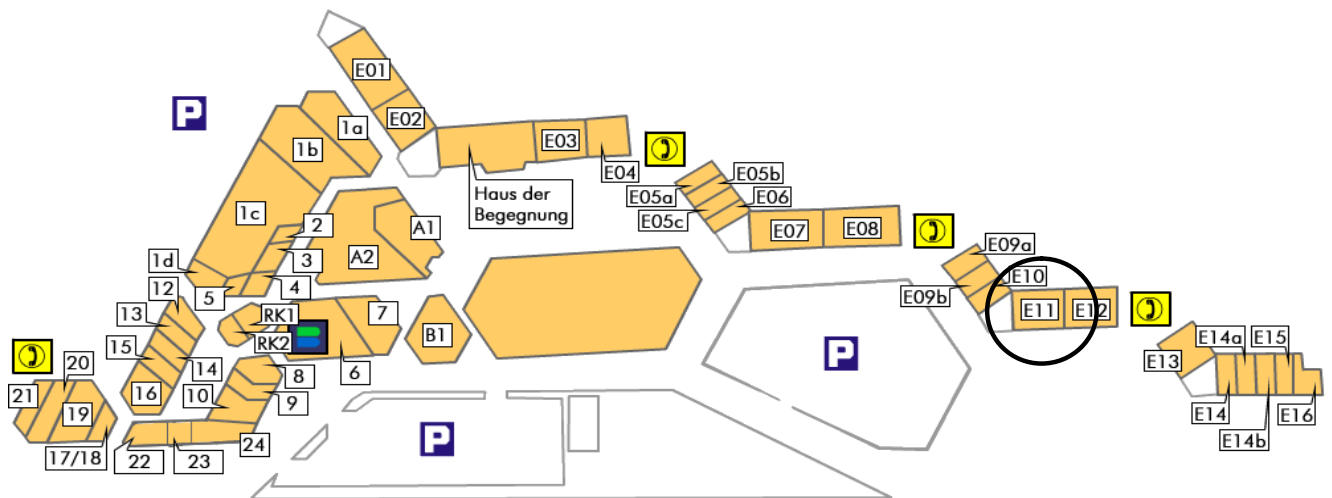 E01
P
1a
E02
1b
E03
E04
E05b
Haus der
Begegnung
E05a
E06
E05c
1c
2
A1
E07
E08
3
A2
E09a
1d
4
5
E10
12
E09b
13
RK1
7
E11
E12
B1
RK2
15
14
6
P
E14a
E15
E13
20
8
21
16
10
9
19
E14
E16
24
E14b
P
17/18
22
23